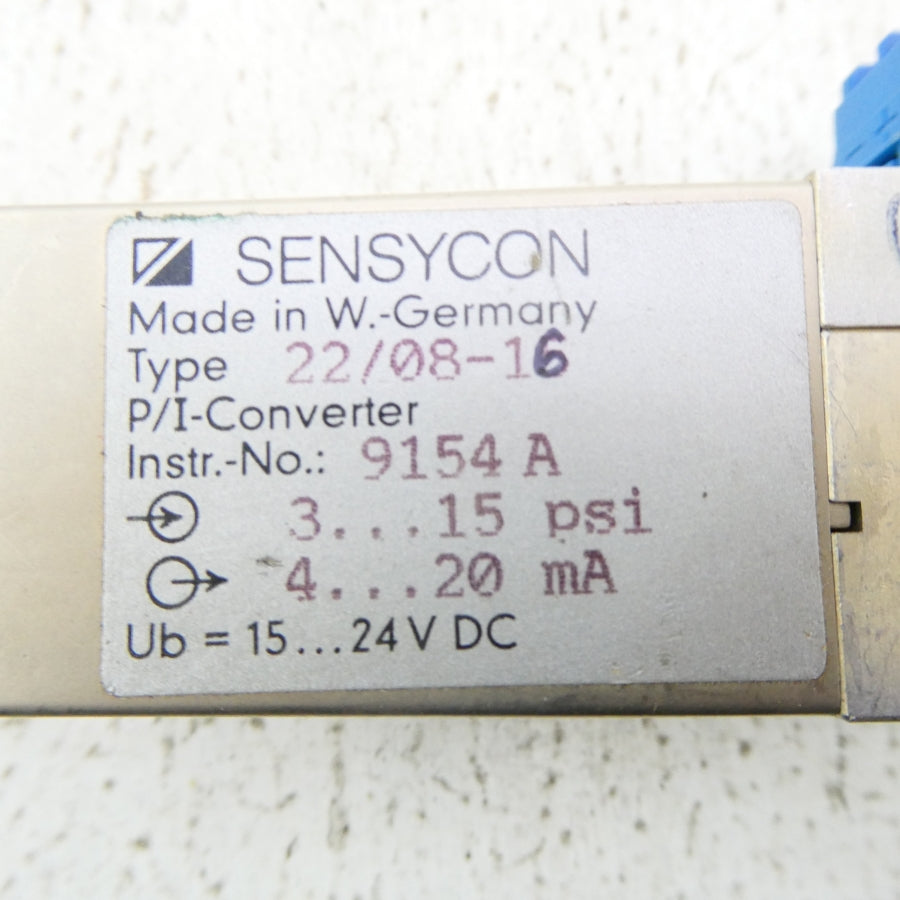 SENSYCON
Made in W.-Germany
Type 22/08-16
P/I-Converter
Instr.-No.: 9154 A
3...15 psi
4...20 mA
Ub = 15...24 V DC